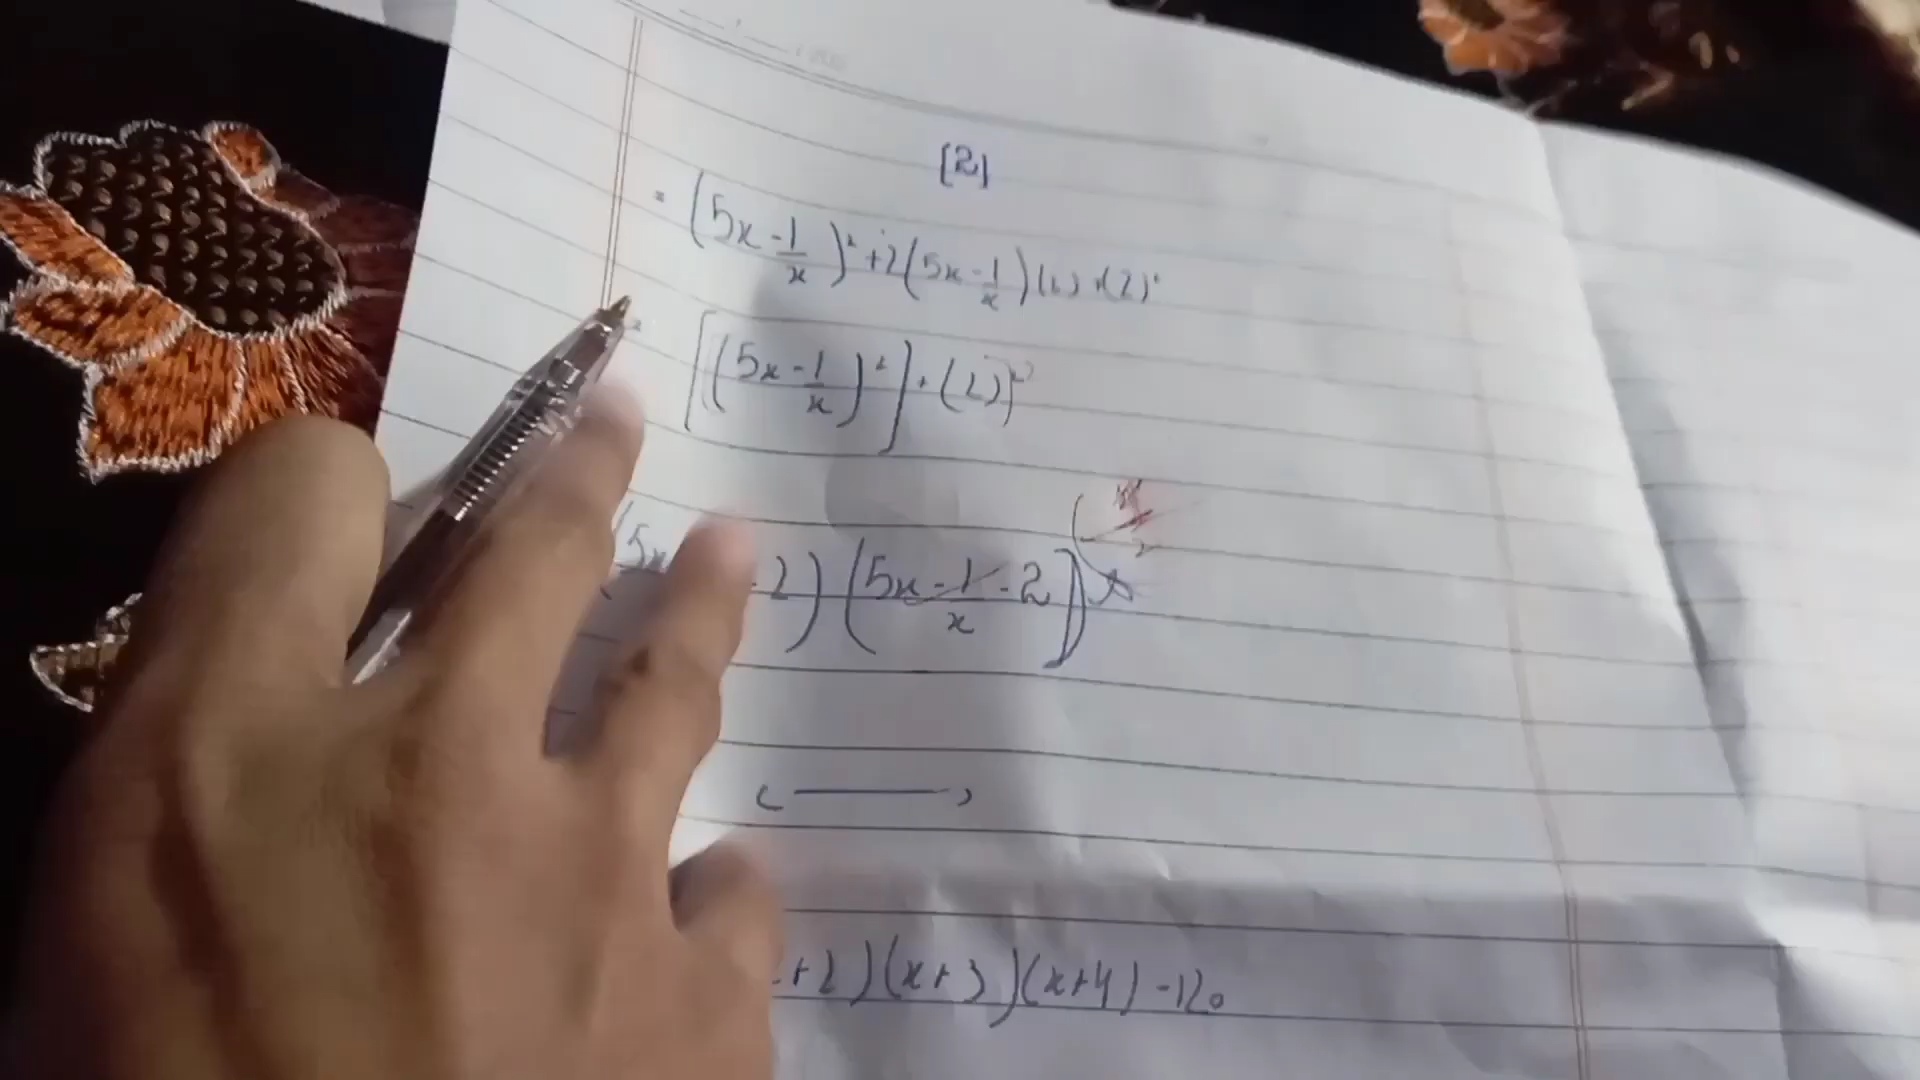 [2]
= (5x - 1/x)² + 2(5x - 1/x)(2) + (2)²
= [((5x - 1/x)²] + (2)²
(5x - 2) (5x - 1/x - 2)
+2)(x+3)(x+4) - 120